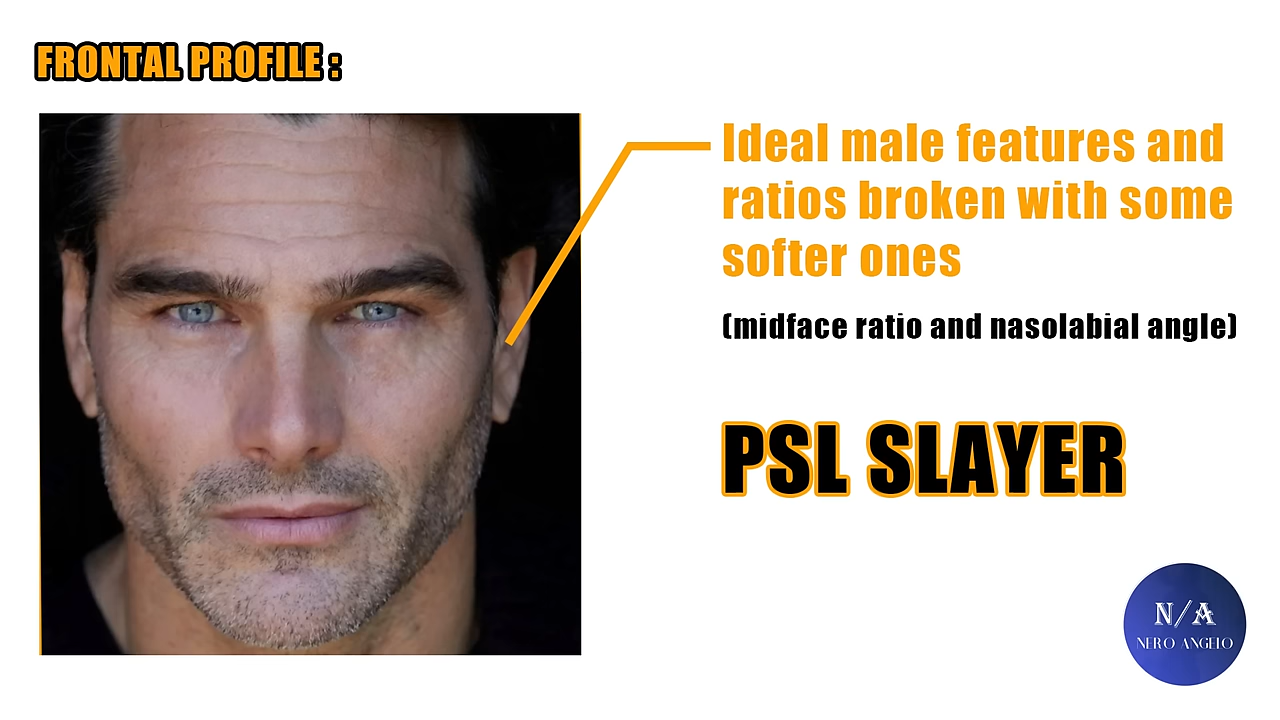 FRONTAL PROFILE :
Ideal male features and
ratios broken with some
softer ones
(midface ratio and nasolabial angle)
PSL SLAYER
N/A
NERO ANGELO